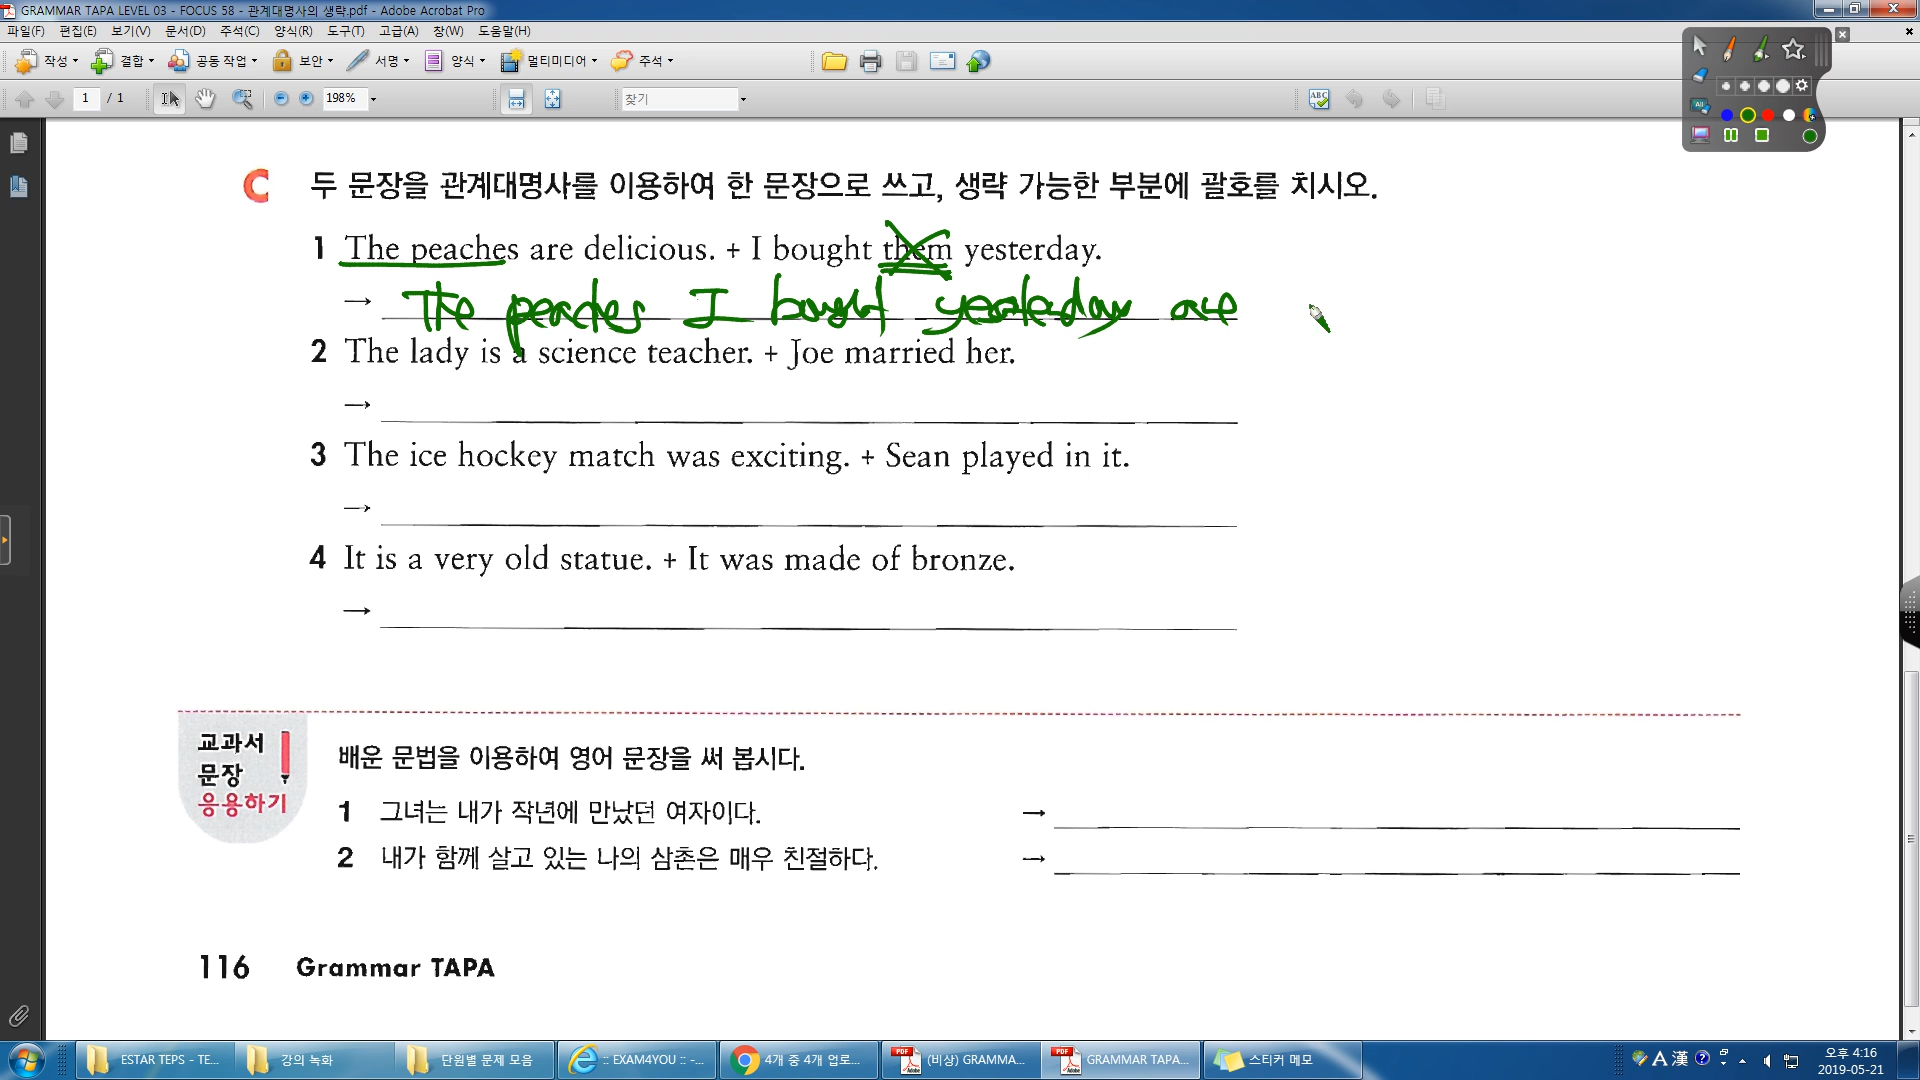 GRAMMAR TAPA LEVEL 03 - FOCUS 58 - 관계대명사의 생략.pdf - Adobe Acrobat Pro
파일(F) 편집(E) 보기(V) 문서(D) 주석(C) 양식(R) 도구(T) 고급(A) 창(W) 도움말(H)
작성 결합 공동 작업 보안 서명 양식 멀티미디어 주석
1 / 1 198% 찾기
C 두 문장을 관계대명사를 이용하여 한 문장으로 쓰고, 생략 가능한 부분에 괄호를 치시오.
1 The peaches are delicious. + I bought them yesterday.
→ The peaches I bought yesterday are
2 The lady is a science teacher. + Joe married her.
→
3 The ice hockey match was exciting. + Sean played in it.
→
4 It is a very old statue. + It was made of bronze.
→
교과서
문장
응용하기
배운 문법을 이용하여 영어 문장을 써 봅시다.
1 그녀는 내가 작년에 만났던 여자이다. →
2 내가 함께 살고 있는 나의 삼촌은 매우 친절하다. →
116 Grammar TAPA
ESTAR TEPS - TE... 강의 녹화 단원별 문제 모음 :: EXAM4YOU :: -... 4개 중 4개 업로... (비상) GRAMMA... GRAMMAR TAPA... 스티커 메모 A 漢 오후 4:16
2019-05-21